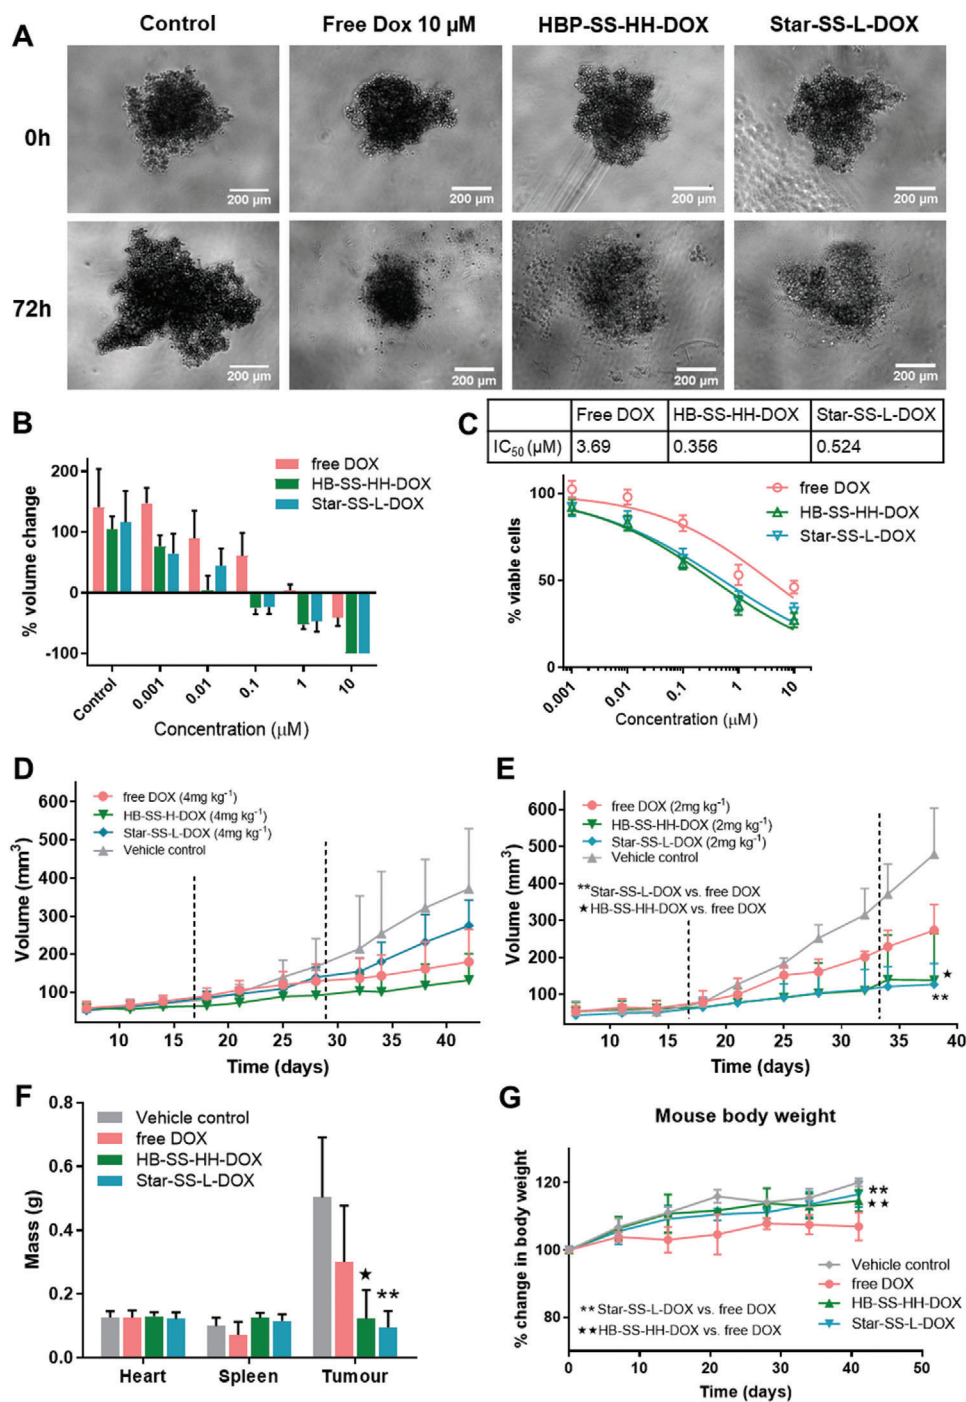 A
Control
Free Dox 10 µM
HBP-SS-HH-DOX
Star-SS-L-DOX
0h
200 µm
200 µm
200 µm
200 µm
72h
200 µm
200 µm
200 µm
200 µm
B
free DOX
HB-SS-HH-DOX
Star-SS-L-DOX
% volume change
200
100
0
-100
Control
0.001
0.01
0.1
1
10
Concentration (µM)
C
Free DOX
HB-SS-HH-DOX
Star-SS-L-DOX
IC50 (µM)
3.69
0.356
0.524
free DOX
HB-SS-HH-DOX
Star-SS-L-DOX
% viable cells
100
50
0
0.001
0.01
0.1
1
10
Concentration (µM)
D
free DOX (4mg kg-1)
HB-SS-H-DOX (4mg kg-1)
Star-SS-L-DOX (4mg kg-1)
Vehicle control
Volume (mm3)
600
500
400
300
200
100
10
15
20
25
30
35
40
Time (days)
E
free DOX (2mg kg-1)
HB-SS-HH-DOX (2mg kg-1)
Star-SS-L-DOX (2mg kg-1)
Vehicle control
**Star-SS-L-DOX vs. free DOX
★HB-SS-HH-DOX vs. free DOX
★
**
Volume (mm3)
600
500
400
300
200
100
10
15
20
25
30
35
40
Time (days)
F
Vehicle control
free DOX
HB-SS-HH-DOX
Star-SS-L-DOX
★
**
Mass (g)
0.8
0.6
0.4
0.2
0.0
Heart
Spleen
Tumour
G
Mouse body weight
% change in body weight
120
100
80
**
★★
Vehicle control
free DOX
HB-SS-HH-DOX
Star-SS-L-DOX
**Star-SS-L-DOX vs. free DOX
★★HB-SS-HH-DOX vs. free DOX
0
10
20
30
40
50
Time (days)